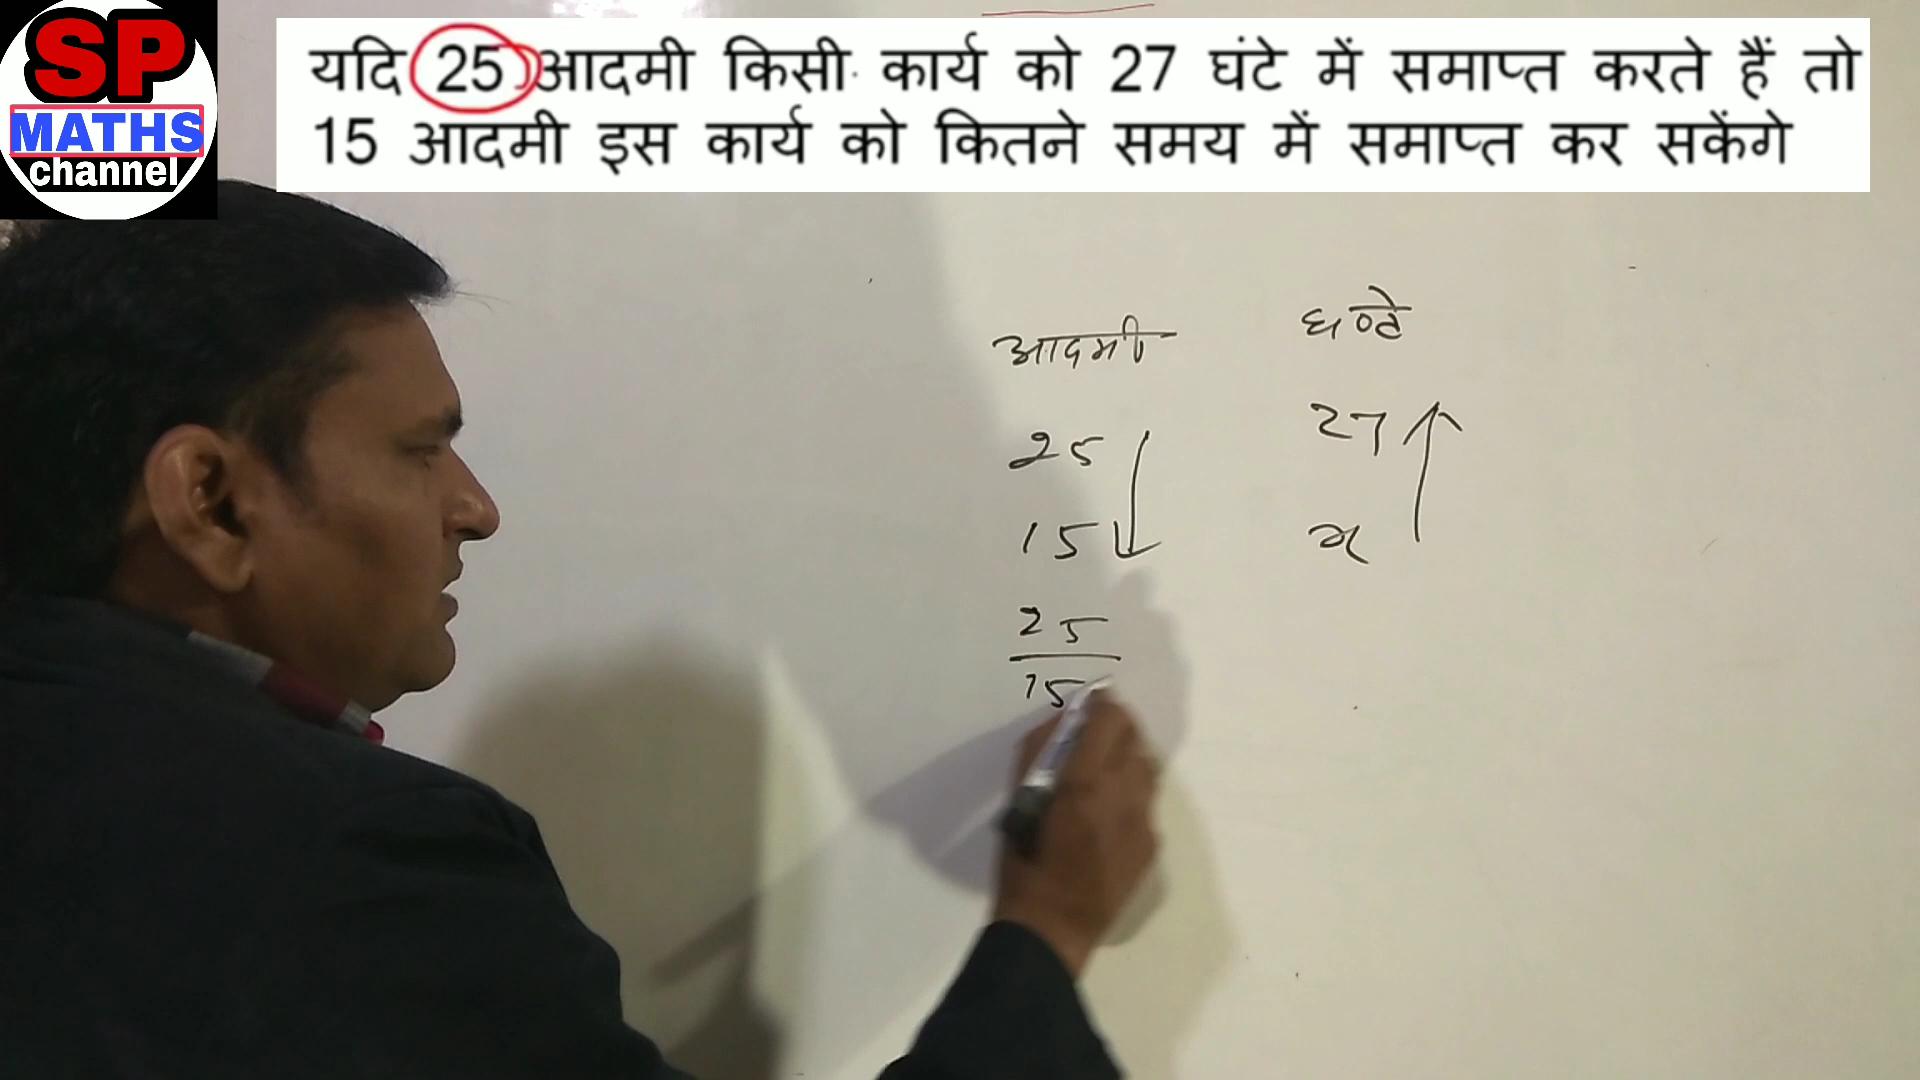 SP
MATHS
channel
यदि 25 आदमी किसी कार्य को 27 घंटे में समाप्त करते हैं तो
15 आदमी इस कार्य को कितने समय में समाप्त कर सकेंगे
आदमी घण्टे
25 27
15 x
25
15